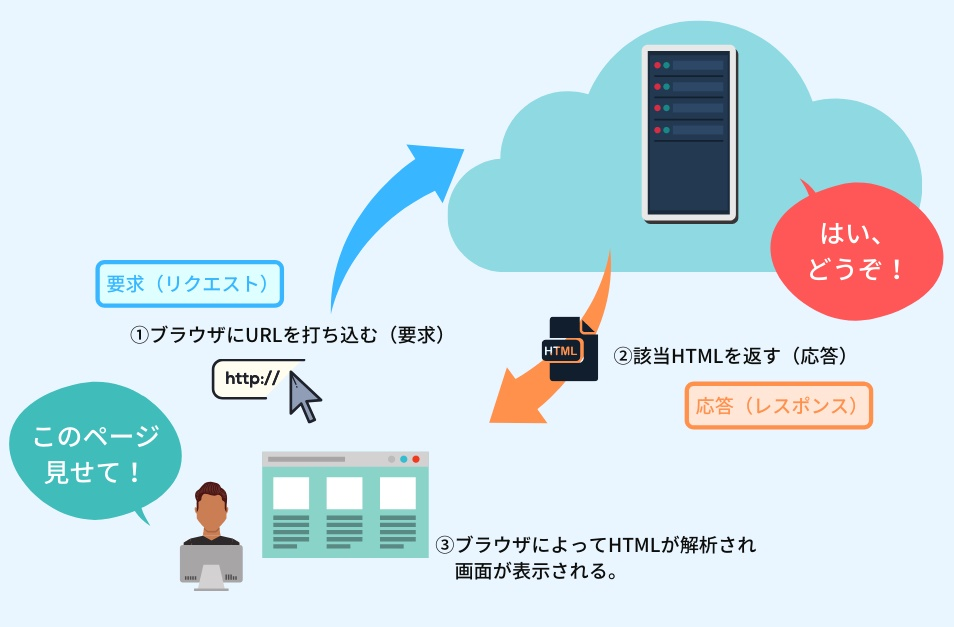 はい、
どうぞ！
要求（リクエスト）
①ブラウザにURLを打ち込む（要求）
http://
HTML
②該当HTMLを返す（応答）
応答（レスポンス）
このページ
見せて！
③ブラウザによってHTMLが解析され
画面が表示される。